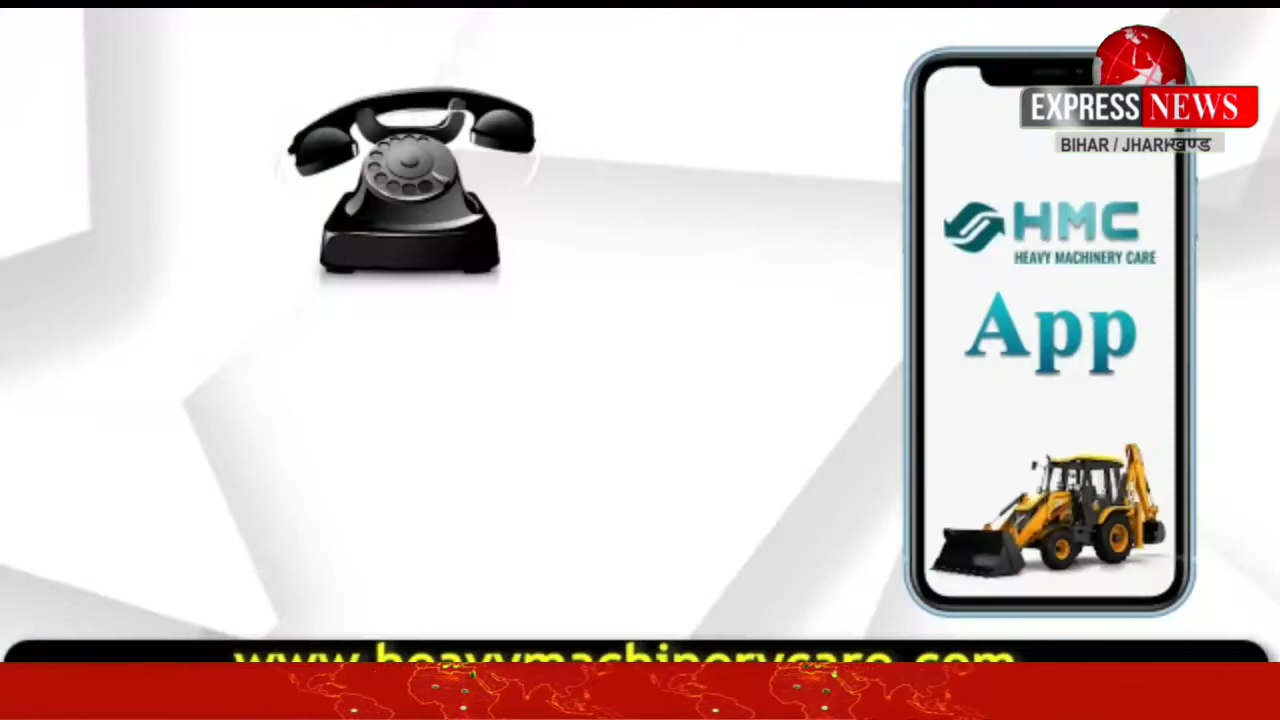 EXPRESS NEWS
BIHAR / JHARखण्ड
HMC
HEAVY MACHINERY CARE
App
www.heavymachinerycare.com